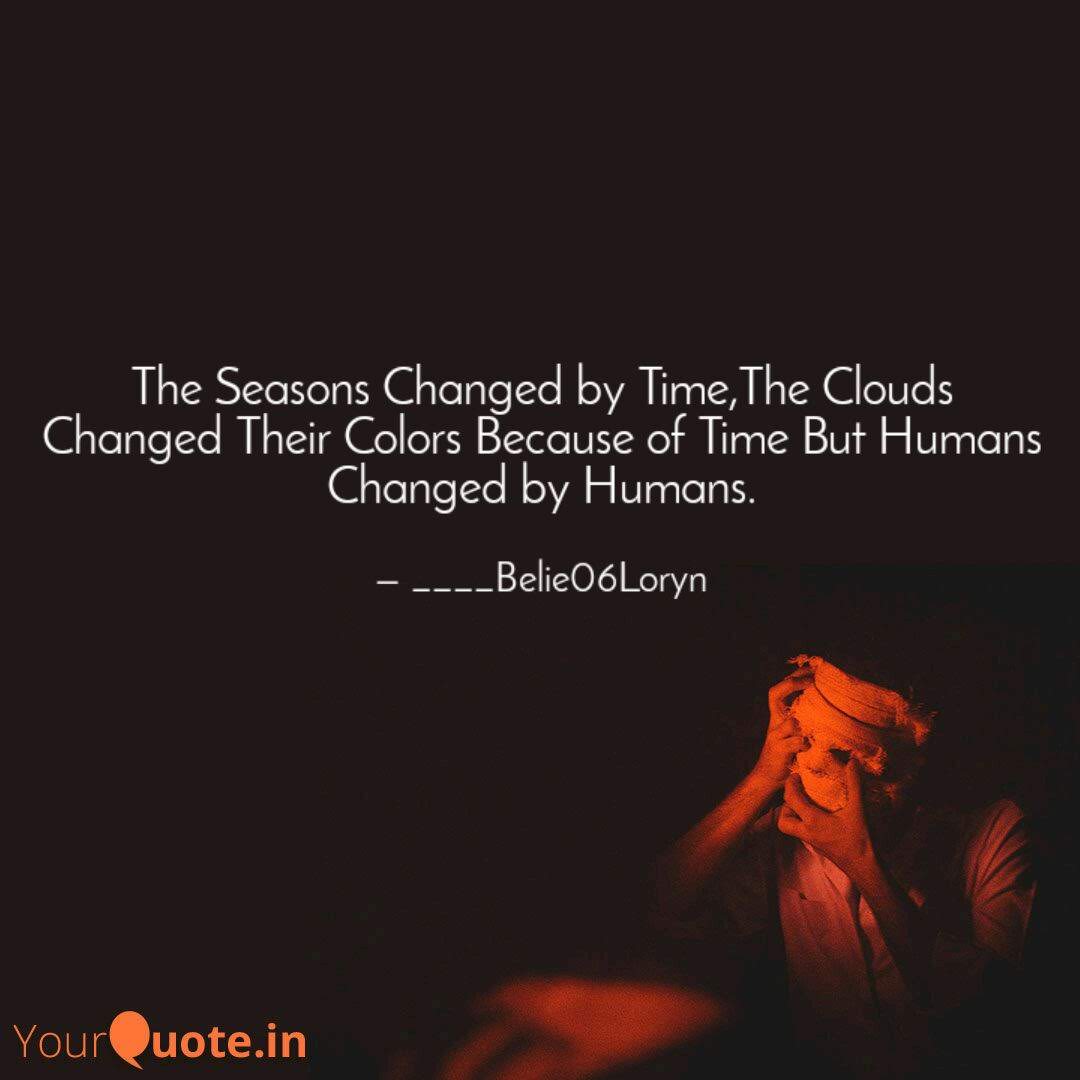 The Seasons Changed by Time,The Clouds
Changed Their Colors Because of Time But Humans
Changed by Humans.
– ____Belie06Loryn
YourQuote.in